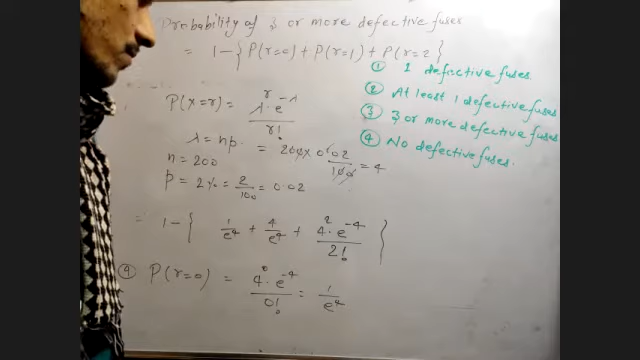 Probability of 3 or more defective fuses
= 1 - { P(r=0) + P(r=1) + P(r=2 }
① 1 defective fuses
② At least 1 defective fuses
③ 3 or more defective fuses
④ No defective fuses.
P(x=r) = λ^r · e^-λ / r!
λ = np = 200 x 0.02 / 100 = 4
n = 200
p = 2% = 2/100 = 0.02
= 1 - { 1/e^4 + 4/e^4 + 4^2 · e^-4 / 2! }
④ P(r=0) = 4^0 · e^-4 / 0! = 1/e^4